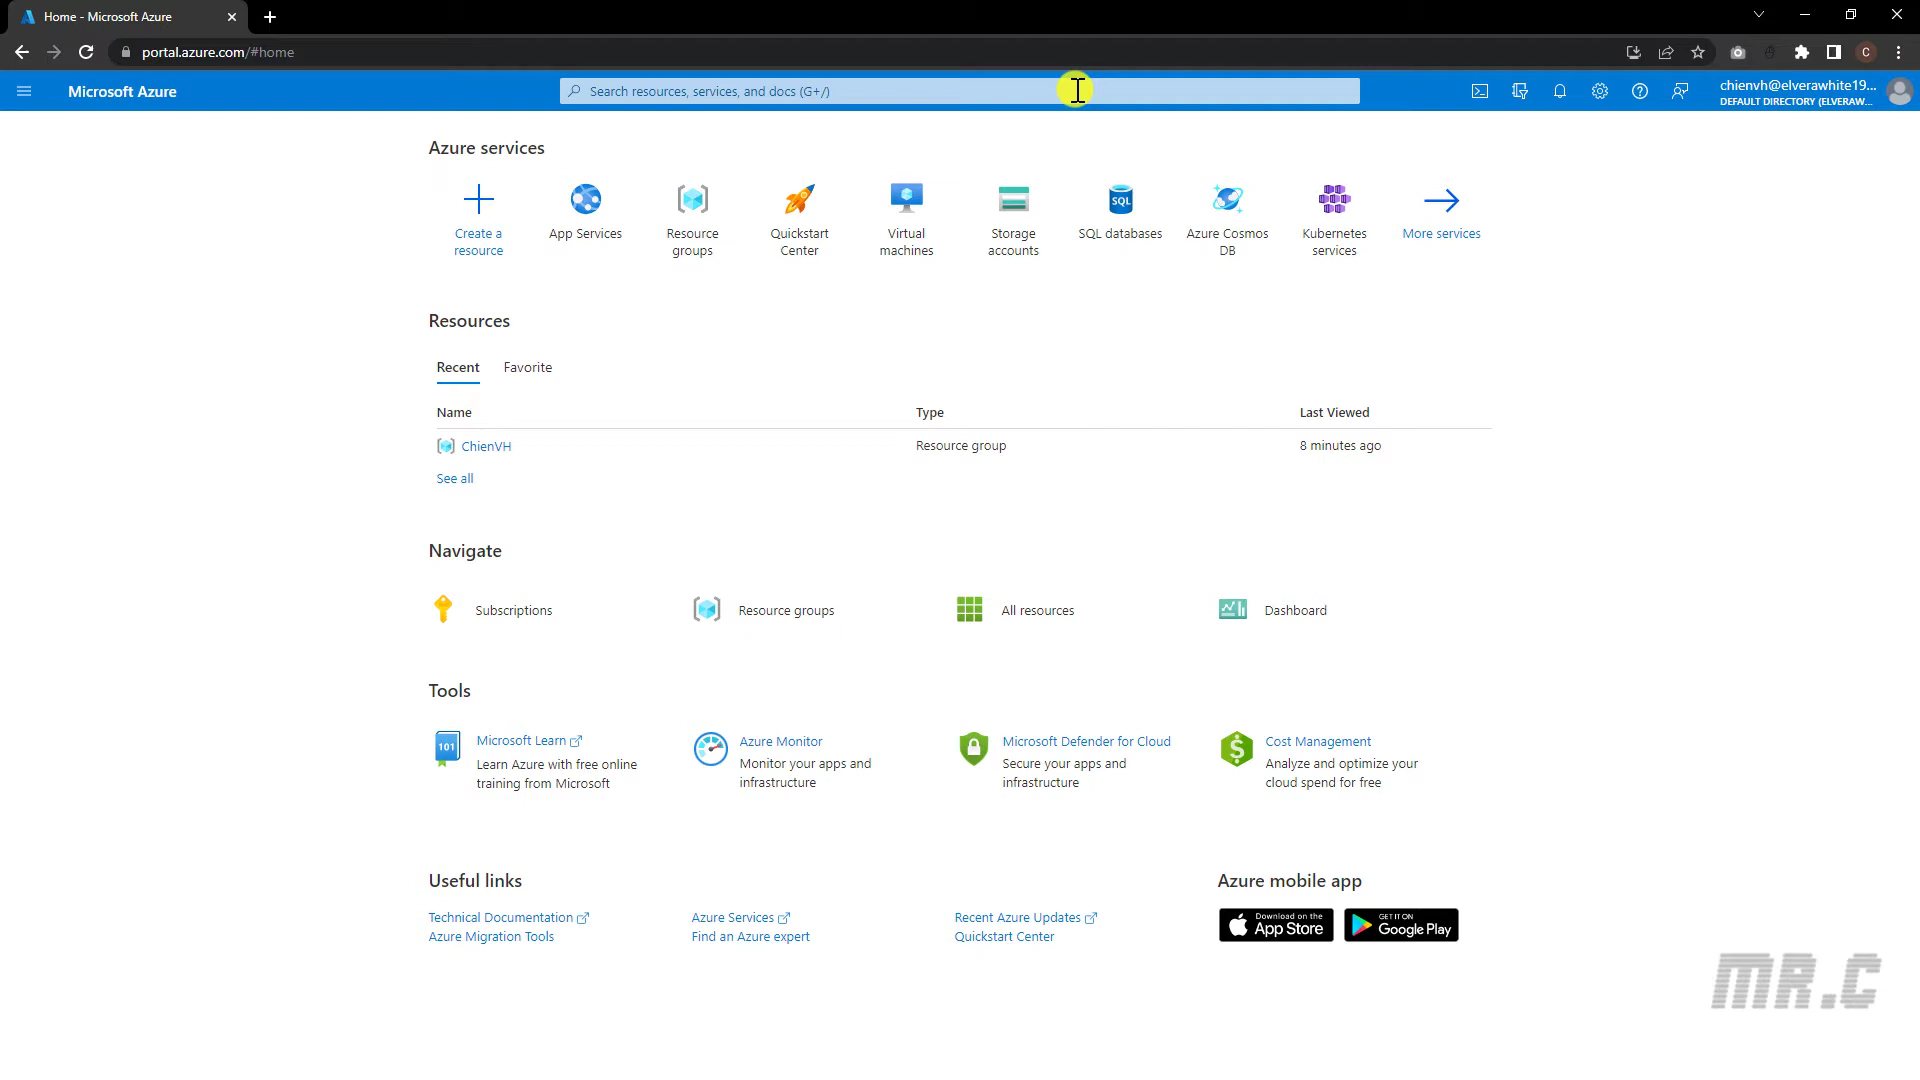 Home - Microsoft Azure
portal.azure.com/#home
Microsoft Azure
Search resources, services, and docs (G+/)
chienvh@elverawhite19...
DEFAULT DIRECTORY (ELVERAW...
C
Azure services
Create a
resource
App Services
Resource
groups
Quickstart
Center
Virtual
machines
Storage
accounts
SQL
SQL databases
Azure Cosmos
DB
Kubernetes
services
More services
Resources
Recent
Favorite
Name
Type
Last Viewed
ChienVH
Resource group
8 minutes ago
See all
Navigate
Subscriptions
Resource groups
All resources
Dashboard
Tools
101
Microsoft Learn
Learn Azure with free online
training from Microsoft
Azure Monitor
Monitor your apps and
infrastructure
Microsoft Defender for Cloud
Secure your apps and
infrastructure
$
Cost Management
Analyze and optimize your
cloud spend for free
Useful links
Technical Documentation
Azure Migration Tools
Azure Services
Find an Azure expert
Recent Azure Updates
Quickstart Center
Azure mobile app
Download on the
App Store
GET IT ON
Google Play
MR.C